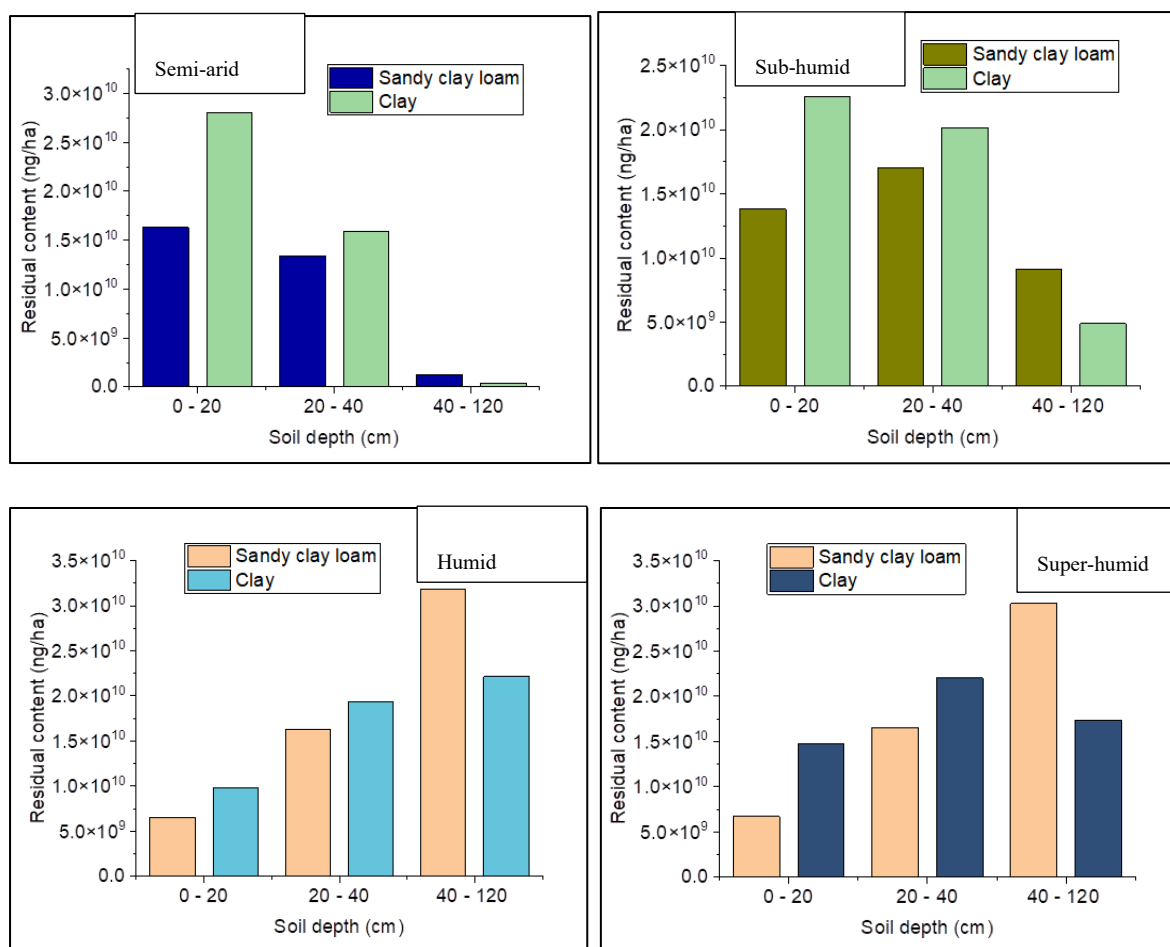 Semi-arid
Sandy clay loam
Clay
Residual content (ng/ha)
3.0×10¹⁰
2.5×10¹⁰
2.0×10¹⁰
1.5×10¹⁰
1.0×10¹⁰
5.0×10⁹
0.0
0 - 20 20 - 40 40 - 120
Soil depth (cm)
Sub-humid
Sandy clay loam
Clay
Residual content (ng/ha)
2.5×10¹⁰
2.0×10¹⁰
1.5×10¹⁰
1.0×10¹⁰
5.0×10⁹
0.0
0 - 20 20 - 40 40 - 120
Soil depth (cm)
Humid
Sandy clay loam
Clay
Residual content (ng/ha)
3.5×10¹⁰
3.0×10¹⁰
2.5×10¹⁰
2.0×10¹⁰
1.5×10¹⁰
1.0×10¹⁰
5.0×10⁹
0.0
0 - 20 20 - 40 40 - 120
Soil depth (cm)
Super-humid
Sandy clay loam
Clay
Residual content (ng/ha)
3.5×10¹⁰
3.0×10¹⁰
2.5×10¹⁰
2.0×10¹⁰
1.5×10¹⁰
1.0×10¹⁰
5.0×10⁹
0.0
0 - 20 20 - 40 40 - 120
Soil depth (cm)